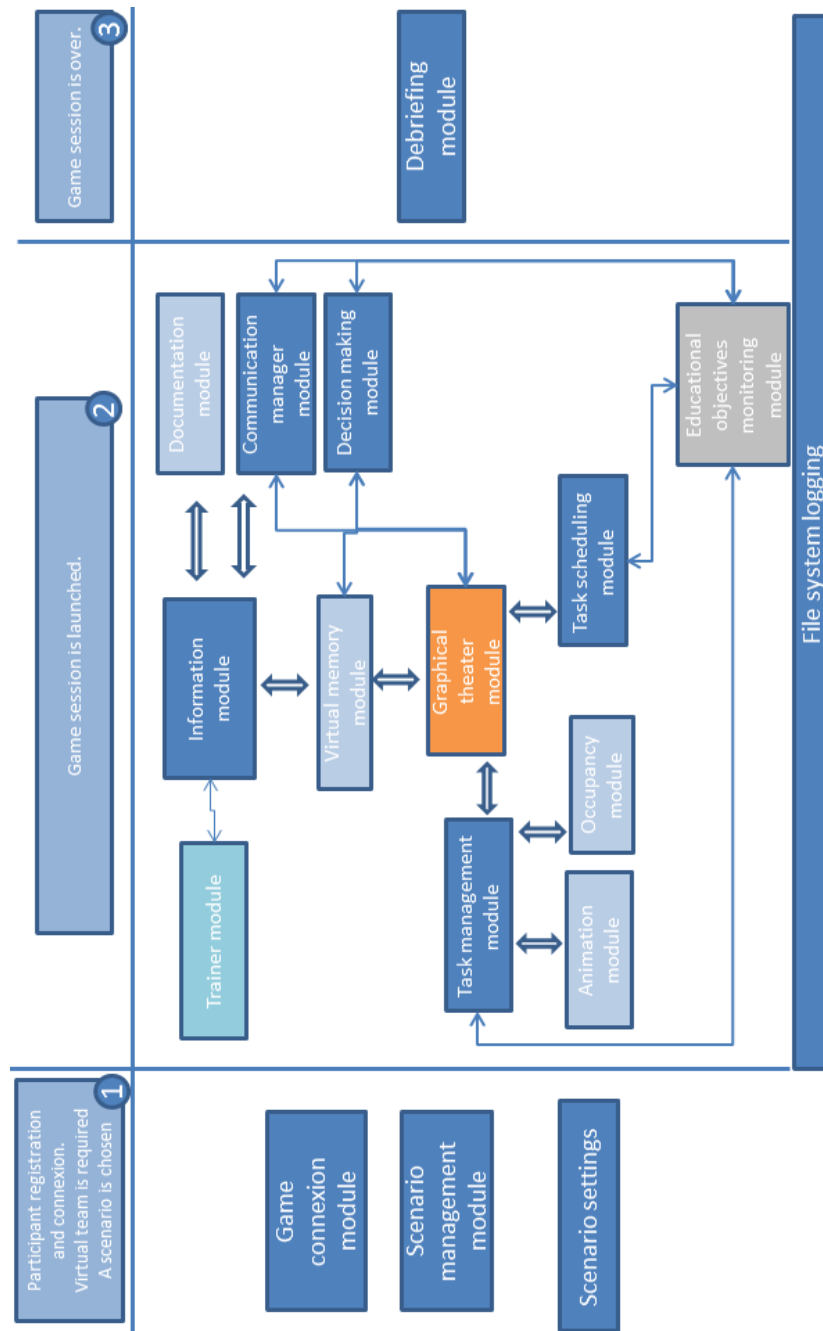 Participant registration
and connexion.
Virtual team is required
A scenario is chosen
1
Game session is launched.
2
Game session is over.
3
Game
connexion
module
Scenario
management
module
Scenario settings
Trainer module
Information
module
Documentation
module
Communication
manager
module
Decision making
module
Virtual memory
module
Graphical
theater
module
Task management
module
Animation
module
Occupancy
module
Task scheduling
module
Educational
objectives
monitoring
module
Debriefing
module
File system logging